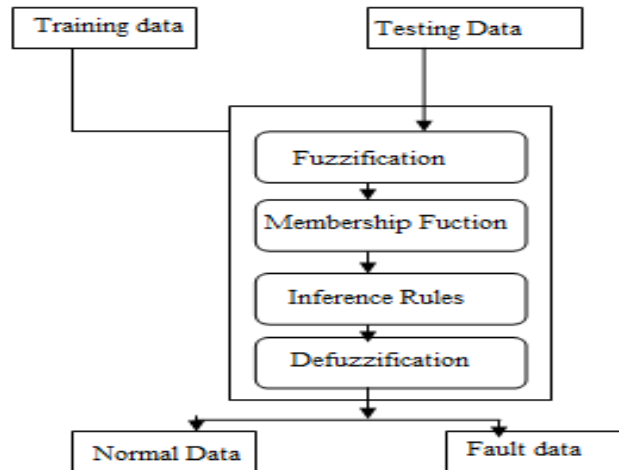 Training data
Testing Data
Fuzzification
Membership Fuction
Inference Rules
Defuzzification
Normal Data
Fault data